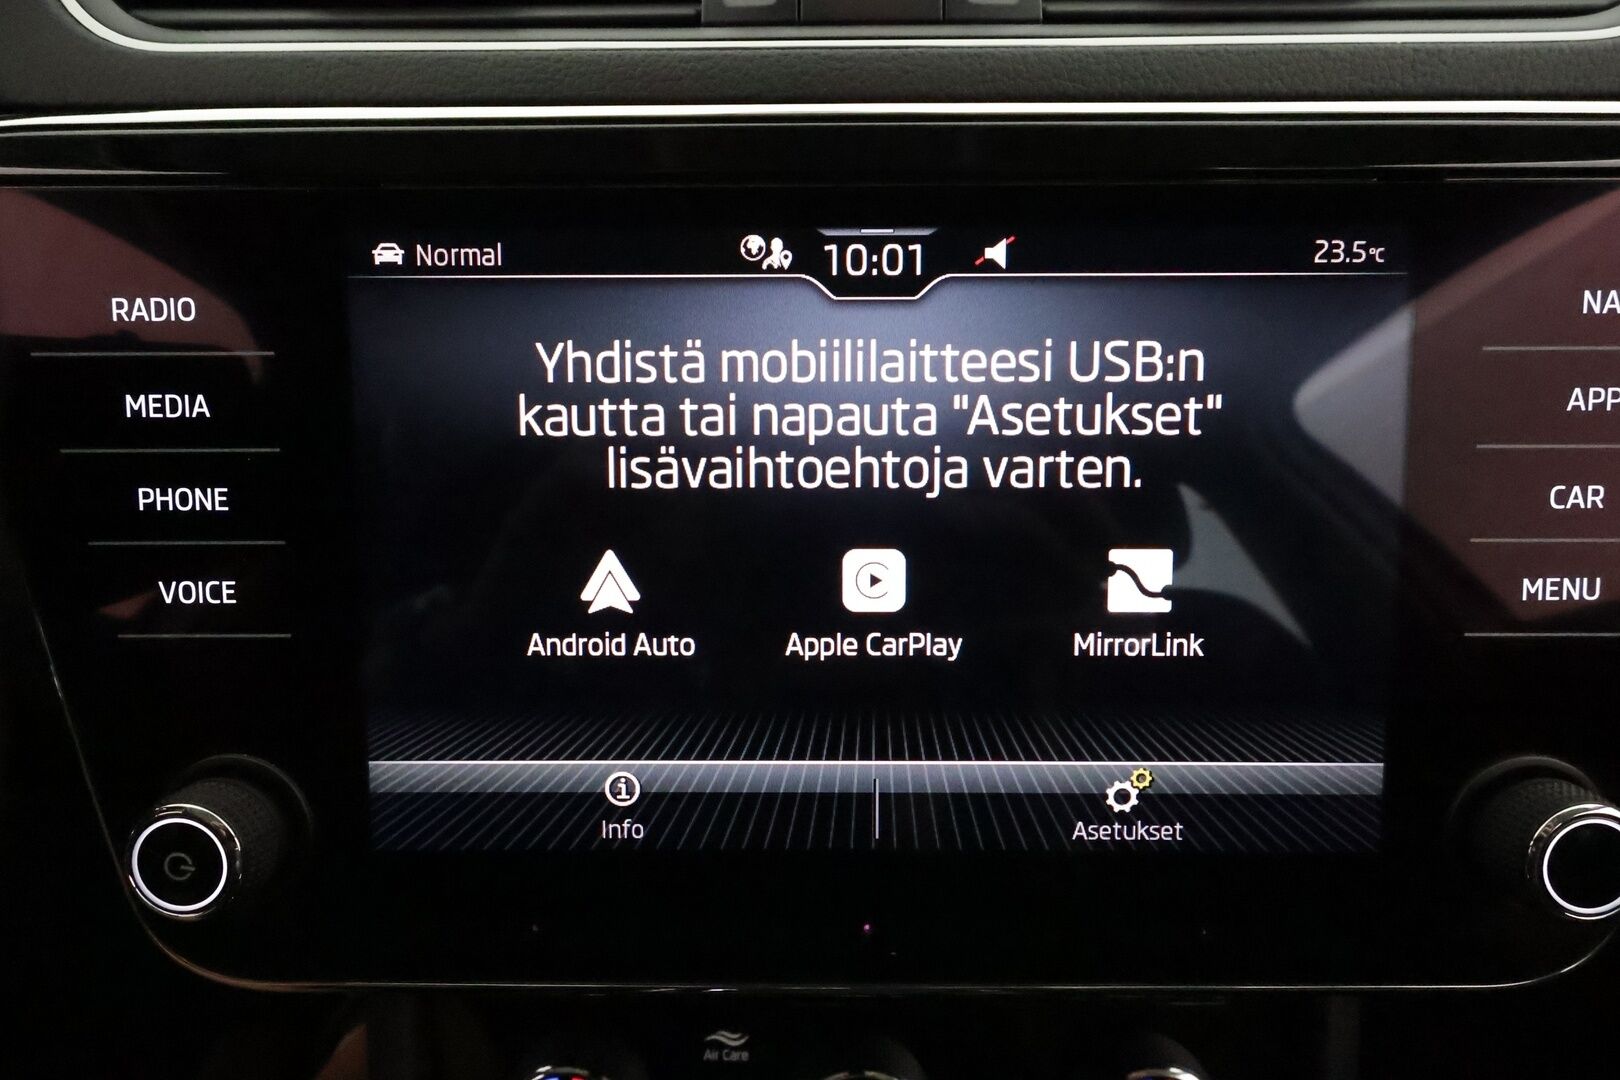 Normal
10:01
23.5°C
RADIO
MEDIA
PHONE
VOICE
NA
APP
CAR
MENU
Yhdistä mobiililaitteesi USB:n
kautta tai napauta "Asetukset"
lisävaihtoehtoja varten.
Android Auto
Apple CarPlay
MirrorLink
Info
Asetukset
Air Care